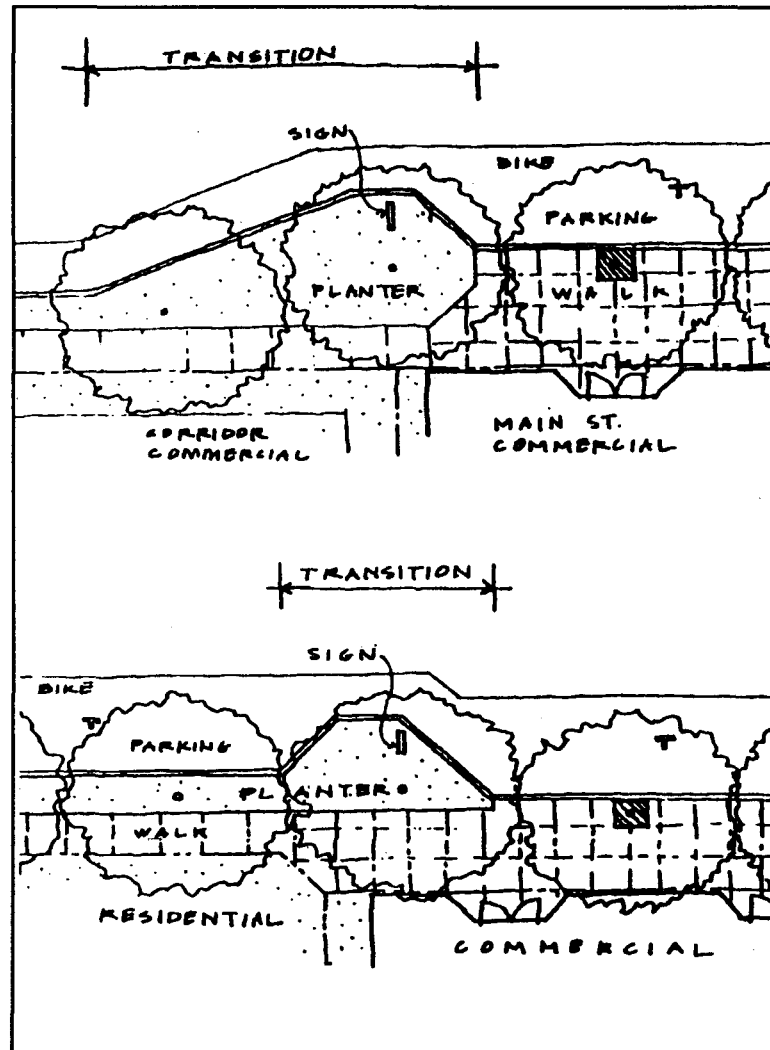 TRANSITION
SIGN
BIKE
PARKING
PLANTER
WALK
CORRIDOR
COMMERCIAL
MAIN ST.
COMMERCIAL
TRANSITION
SIGN
BIKE
PARKING
PLANTER
WALK
RESIDENTIAL
COMMERCIAL